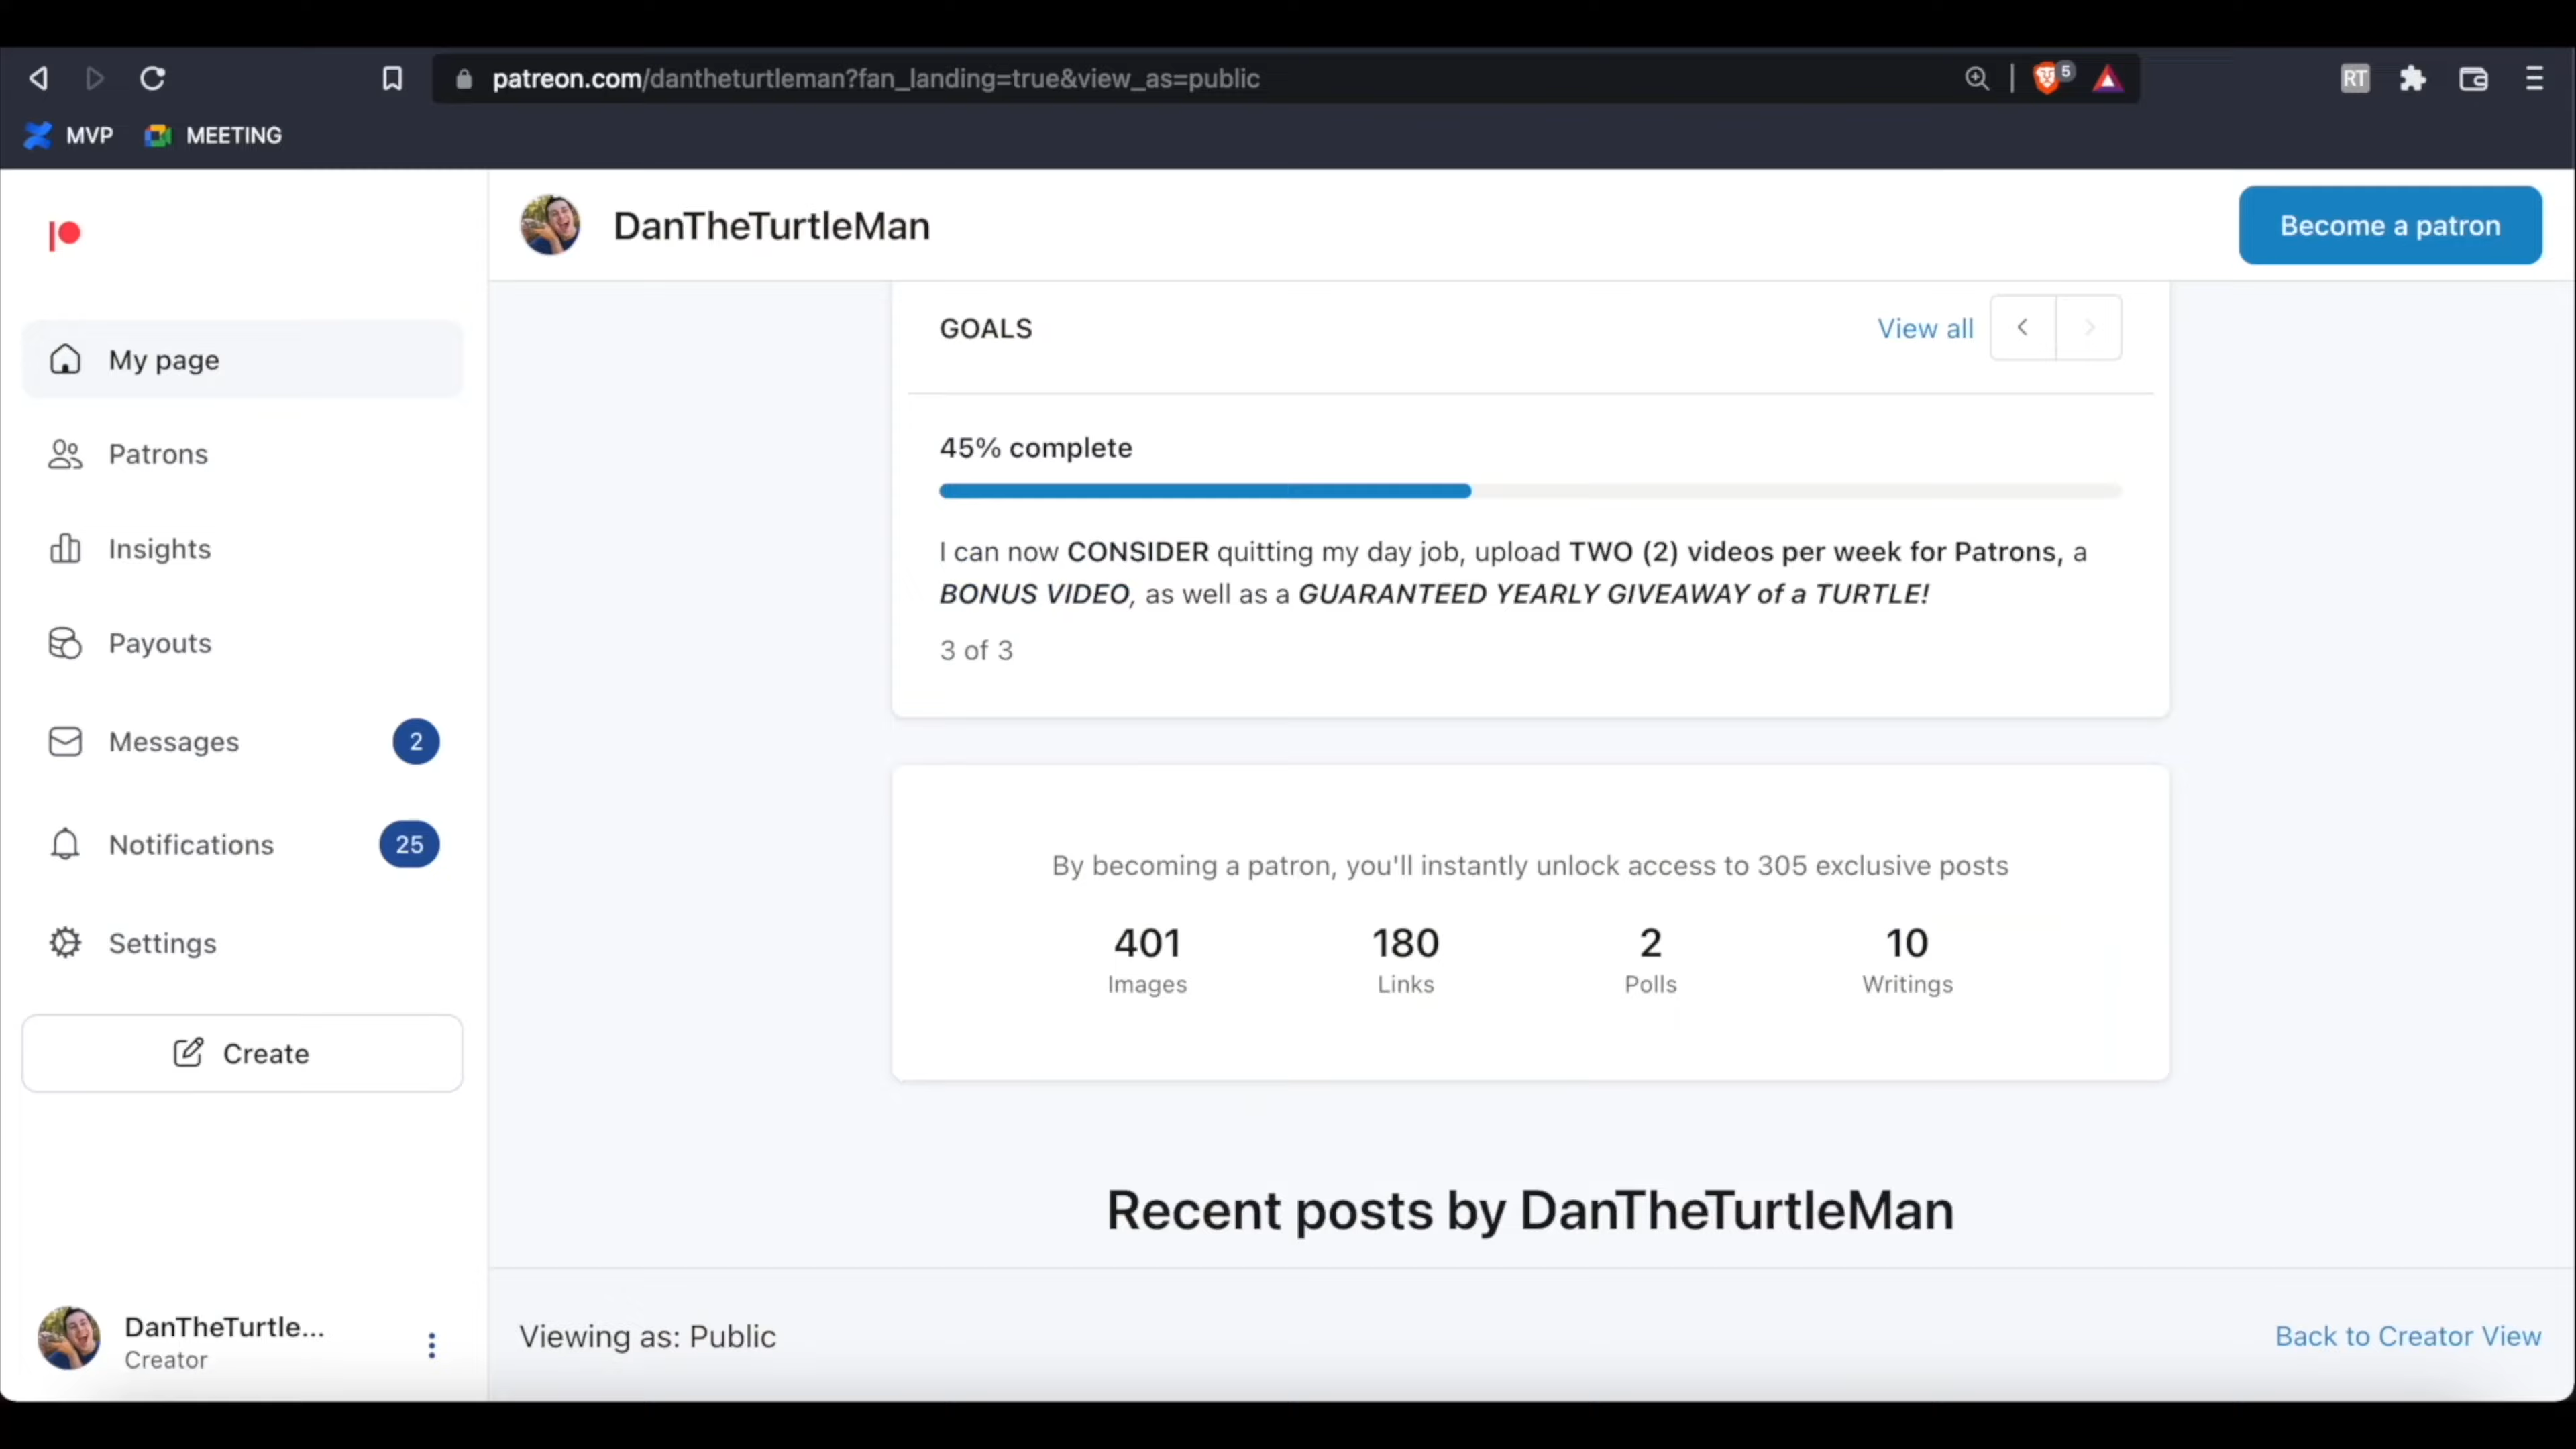 patreon.com/dantheturtleman?fan_landing=true&view_as=public
5
RT
MVP
MEETING
DanTheTurtleMan
Become a patron
My page
Patrons
Insights
Payouts
Messages
2
Notifications
25
Settings
Create
DanTheTurtle...
Creator
GOALS
View all
45% complete
I can now CONSIDER quitting my day job, upload TWO (2) videos per week for Patrons, a
BONUS VIDEO, as well as a GUARANTEED YEARLY GIVEAWAY of a TURTLE!
3 of 3
By becoming a patron, you'll instantly unlock access to 305 exclusive posts
401
Images
180
Links
2
Polls
10
Writings
Recent posts by DanTheTurtleMan
Viewing as: Public
Back to Creator View